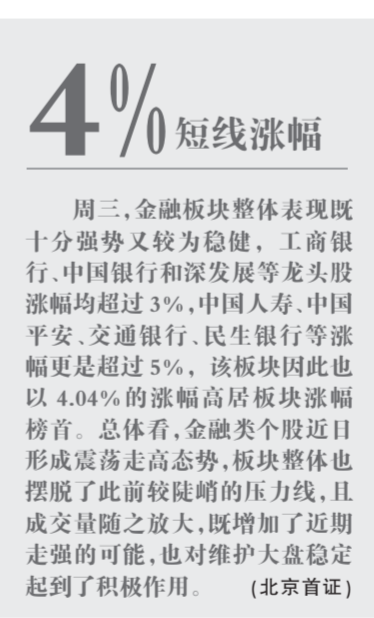 4% 短线涨幅
周三,金融板块整体表现既
十分强势又较为稳健，工商银
行、中国银行和深发展等龙头股
涨幅均超过 3%,中国人寿、中国
平安、交通银行、民生银行等涨
幅更是超过 5%，该板块因此也
以 4.04%的涨幅高居板块涨幅
榜首。总体看,金融类个股近日
形成震荡走高态势,板块整体也
摆脱了此前较陡峭的压力线,且
成交量随之放大,既增加了近期
走强的可能,也对维护大盘稳定
起到了积极作用。 (北京首证)